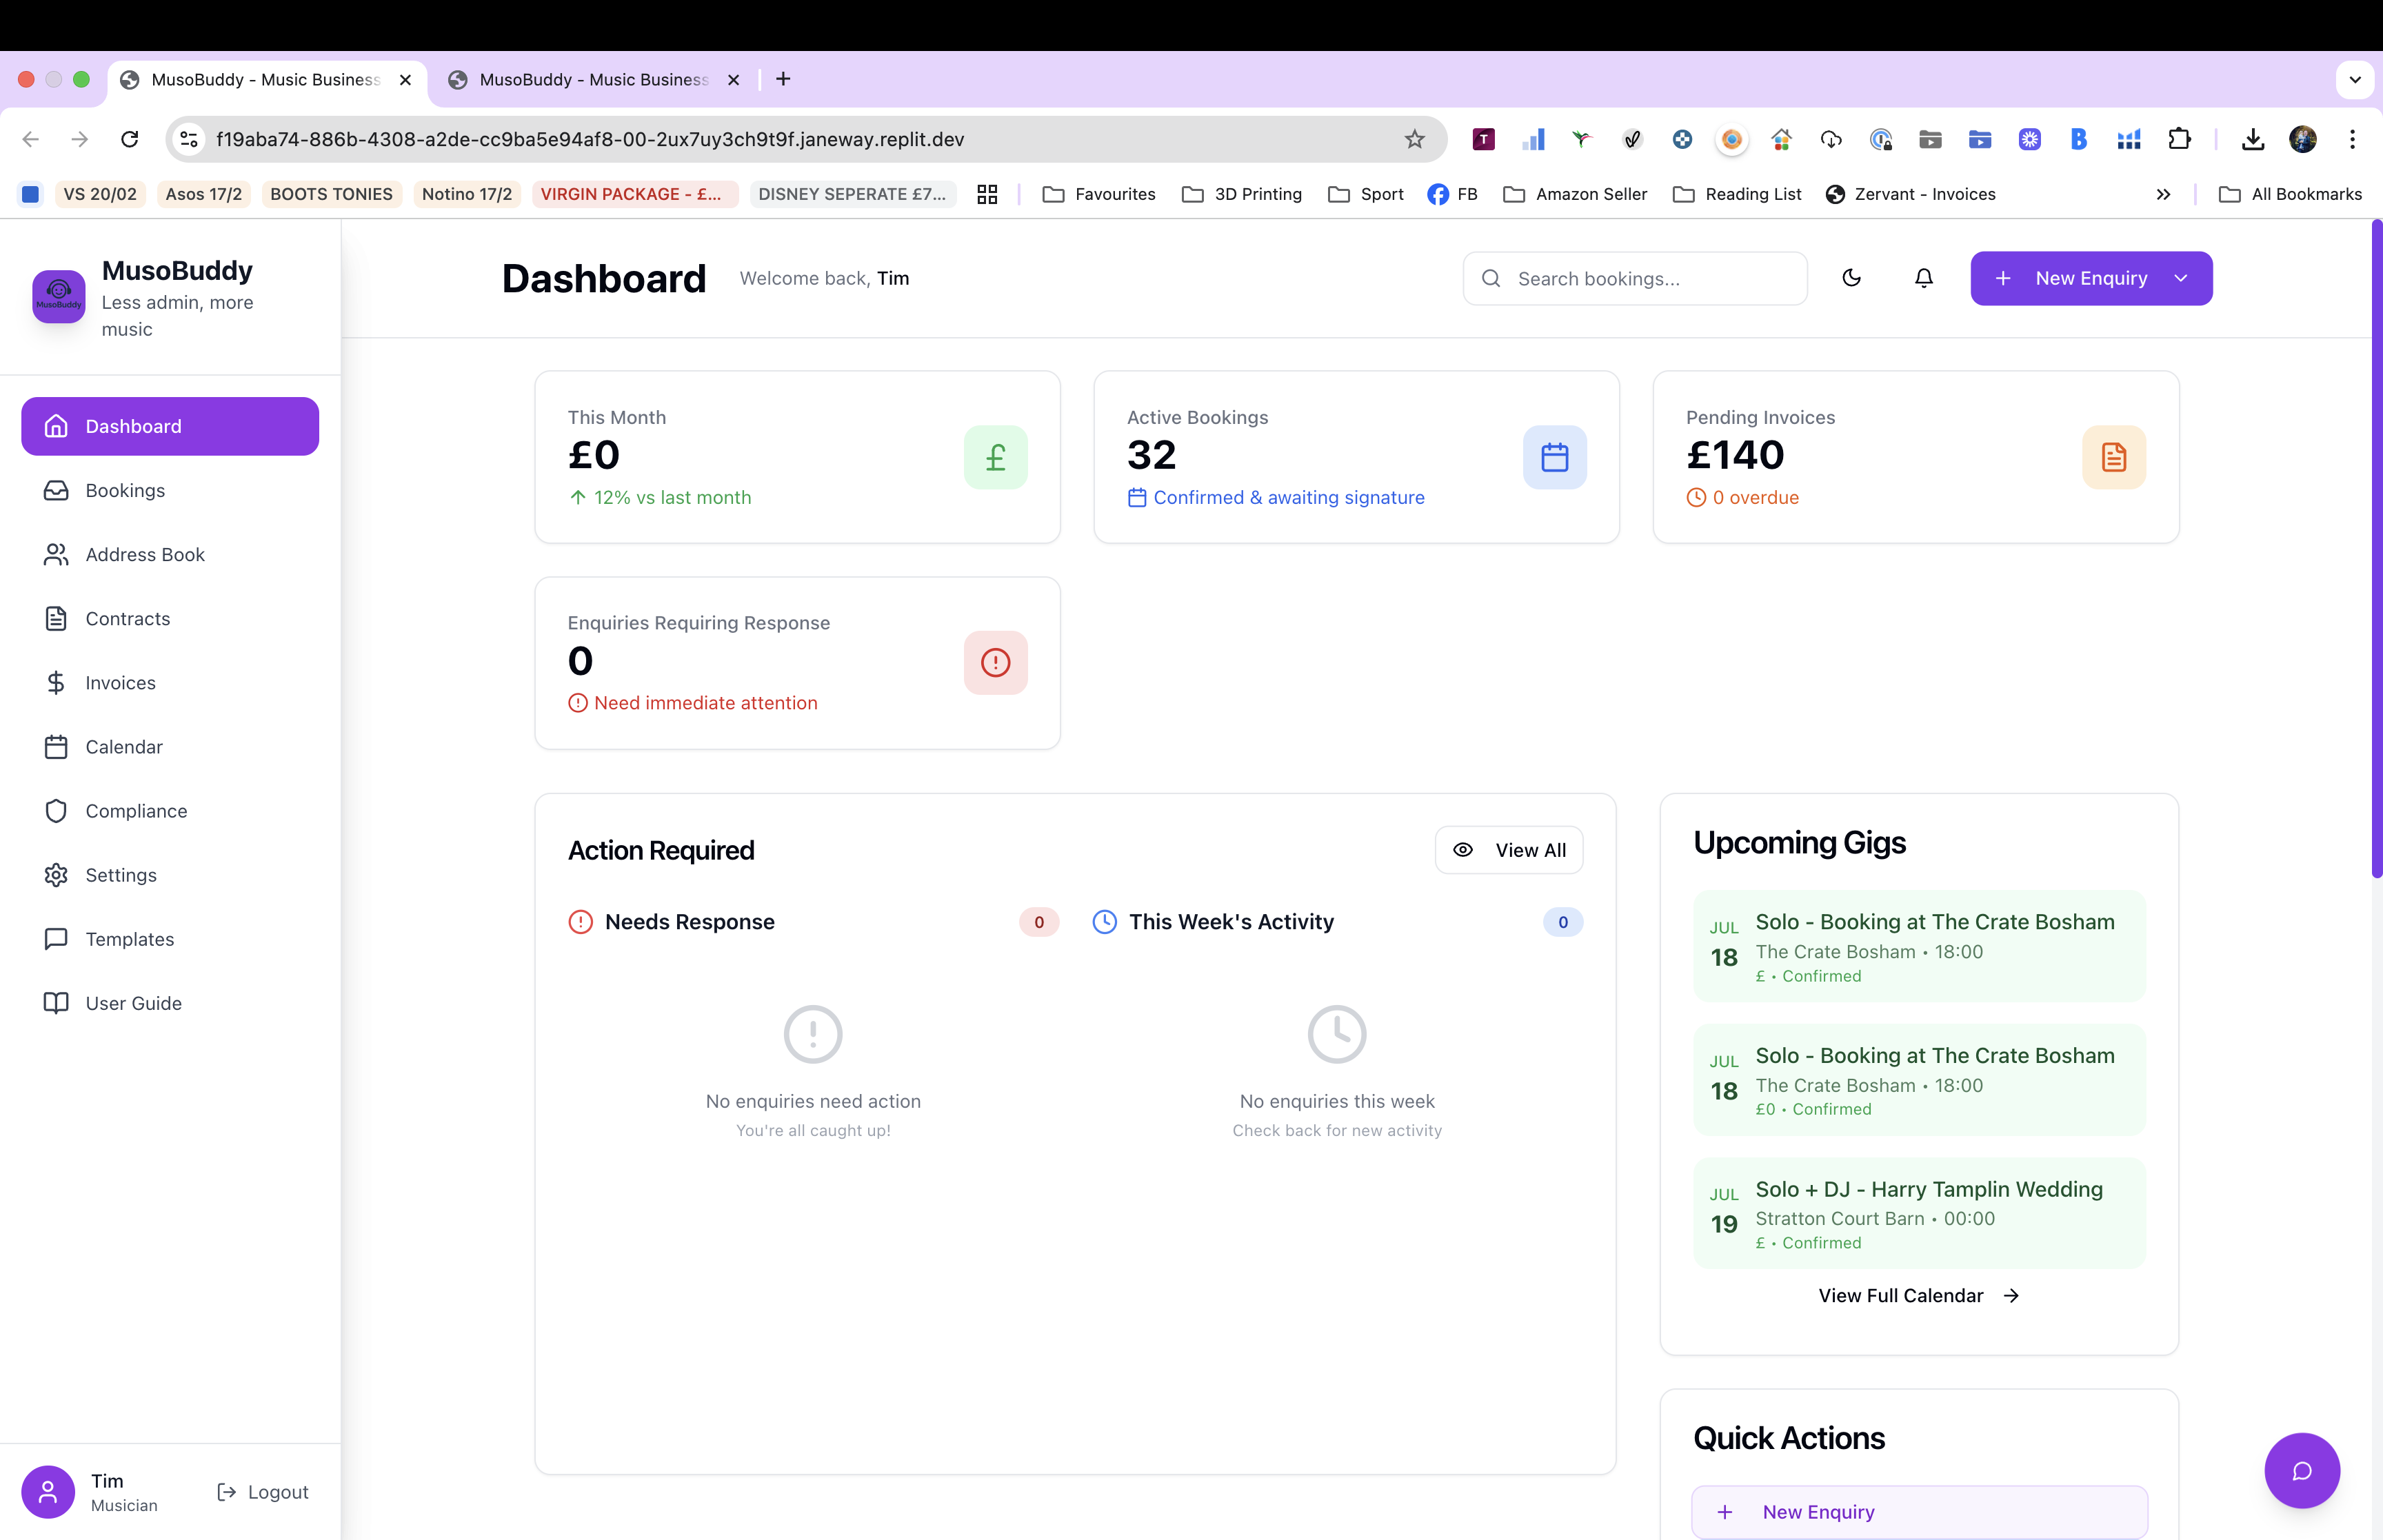 MusoBuddy - Music Business
MusoBuddy - Music Business
f19aba74-886b-4308-a2de-cc9ba5e94af8-00-2ux7uy3ch9t9f.janeway.replit.dev
VS 20/02
Asos 17/2
BOOTS TONIES
Notino 17/2
VIRGIN PACKAGE - £...
DISNEY SEPERATE £7...
Favourites
3D Printing
Sport
FB
Amazon Seller
Reading List
Zervant - Invoices
All Bookmarks
MusoBuddy
MusoBuddy
Less admin, more
music
Dashboard
Bookings
Address Book
Contracts
Invoices
Calendar
Compliance
Settings
Templates
User Guide
Tim
Musician
Logout
Dashboard
Welcome back, Tim
Search bookings...
New Enquiry
This Month
£0
12% vs last month
Active Bookings
32
Confirmed & awaiting signature
Pending Invoices
£140
0 overdue
Enquiries Requiring Response
0
Need immediate attention
Action Required
View All
Needs Response
0
No enquiries need action
You're all caught up!
This Week's Activity
0
No enquiries this week
Check back for new activity
Upcoming Gigs
JUL
18
Solo - Booking at The Crate Bosham
The Crate Bosham • 18:00
£ • Confirmed
JUL
18
Solo - Booking at The Crate Bosham
The Crate Bosham • 18:00
£0 • Confirmed
JUL
19
Solo + DJ - Harry Tamplin Wedding
Stratton Court Barn • 00:00
£ • Confirmed
View Full Calendar
Quick Actions
New Enquiry